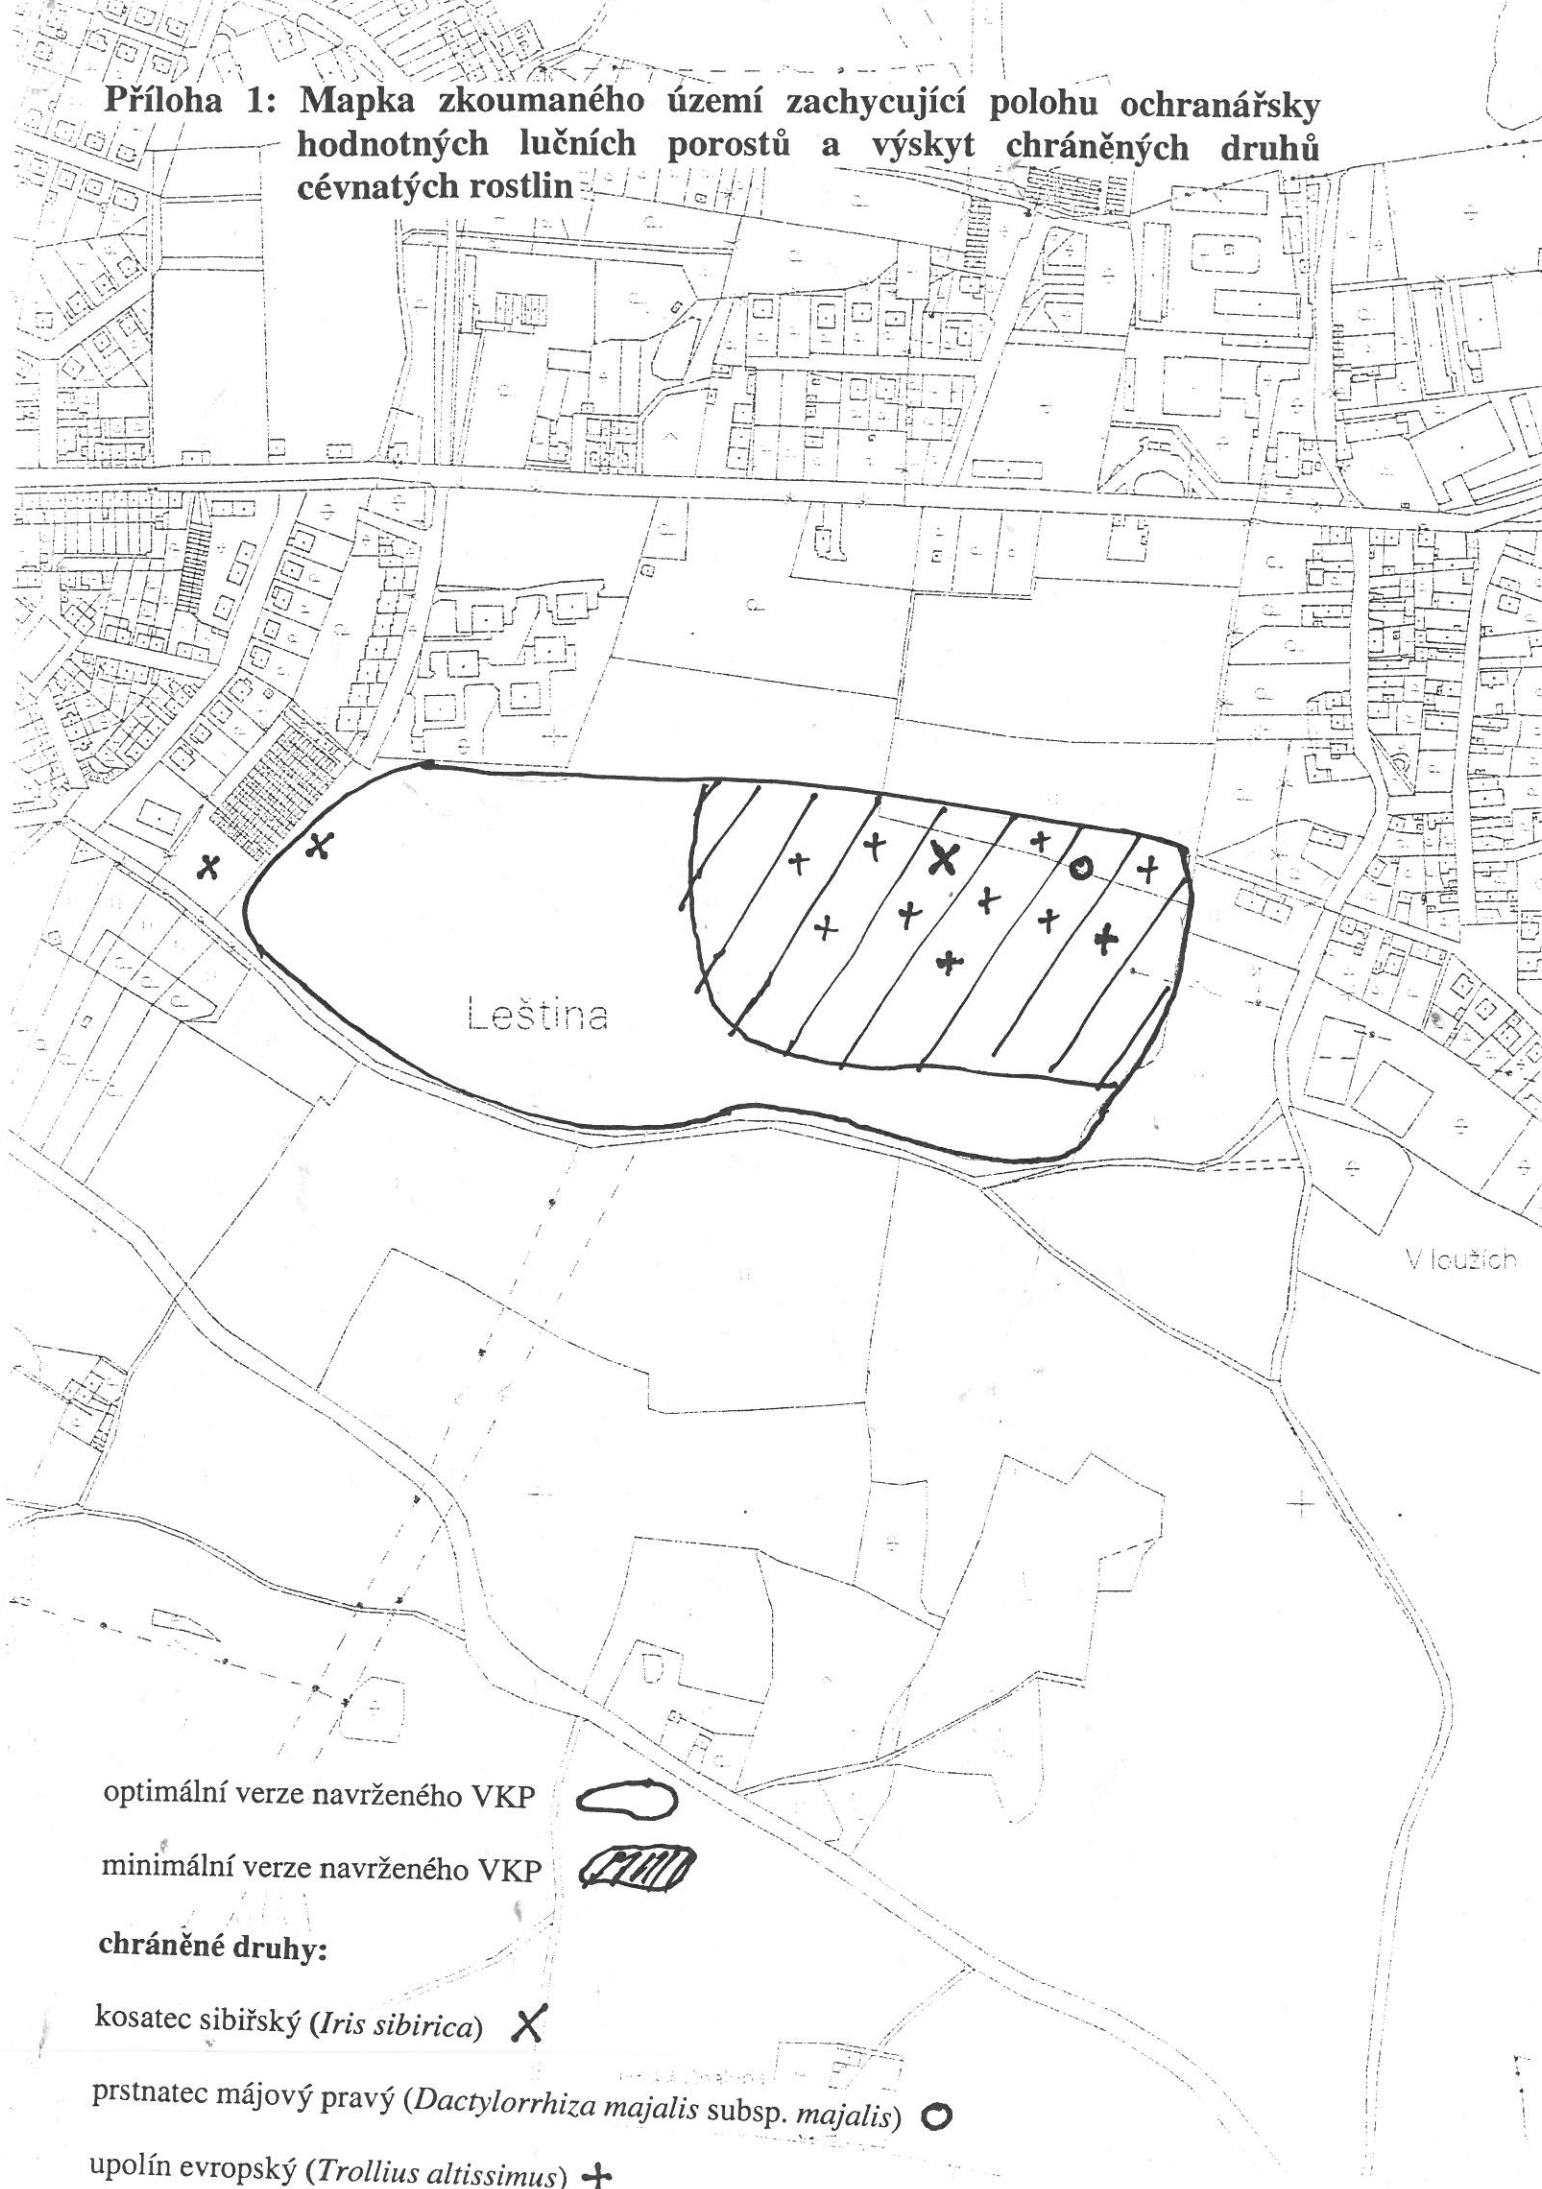 Příloha 1: Mapka zkoumaného území zachycující polohu ochranářsky
hodnotných lučních porostů a výskyt chráněných druhů
cévnatých rostlin
Leština
V loužích
optimální verze navrženého VKP
minimální verze navrženého VKP
chráněné druhy:
kosatec sibiřský (Iris sibirica)
prstnatec májový pravý (Dactylorrhiza majalis subsp. majalis)
upolín evropský (Trollius altissimus)